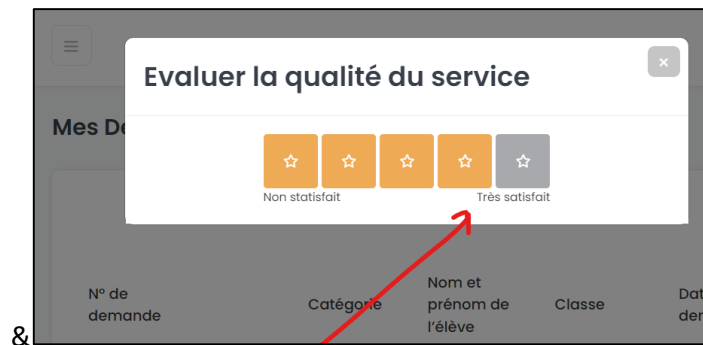 Evaluer la qualité du service
×
Mes De
Non statisfait Très satisfait
N° de demande
Catégorie
Nom et prénom de l'élève
Classe
Dat
der
&